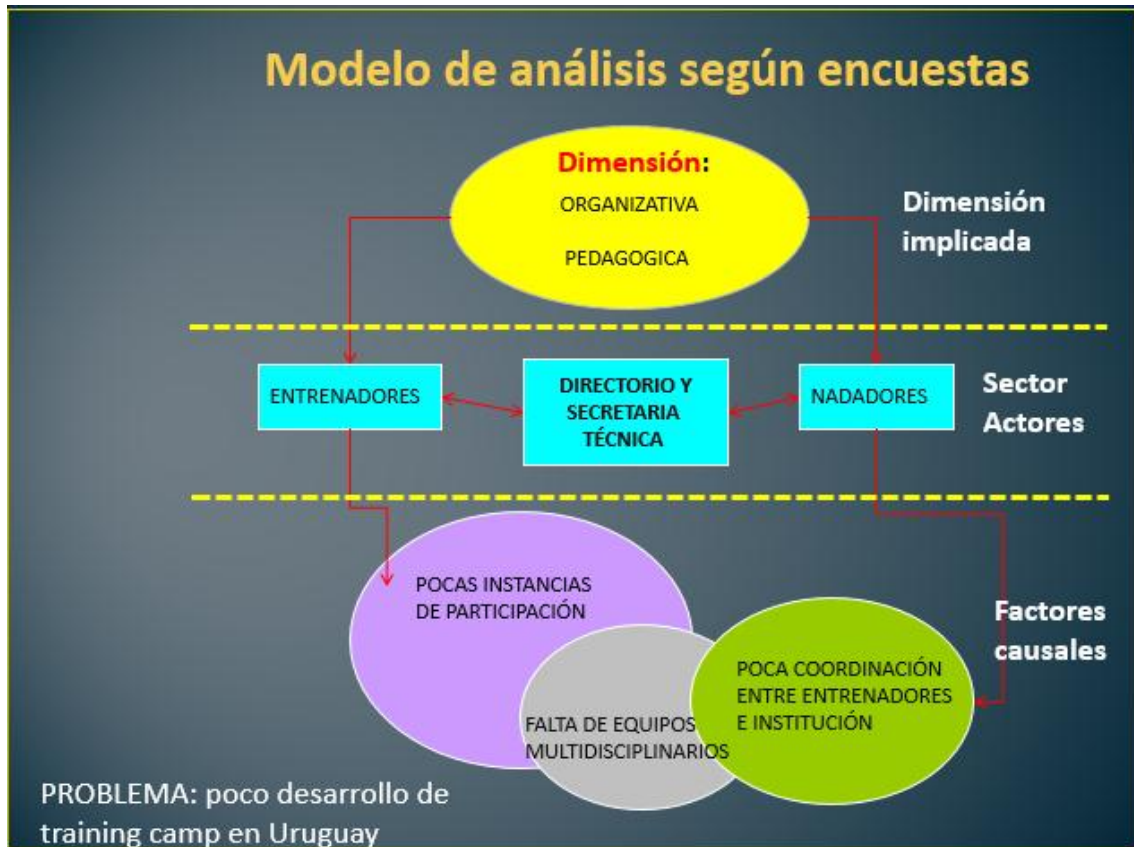 Modelo de análisis según encuestas
Dimensión:
ORGANIZATIVA
PEDAGOGICA
Dimensión
implicada
ENTRENADORES
DIRECTORIO Y
SECRETARIA
TÉCNICA
NADADORES
Sector
Actores
POCAS INSTANCIAS
DE PARTICIPACIÓN
FALTA DE EQUIPOS
MULTIDISCIPLINARIOS
POCA COORDINACIÓN
ENTRE ENTRENADORES
E INSTITUCIÓN
Factores
causales
PROBLEMA: poco desarrollo de
training camp en Uruguay